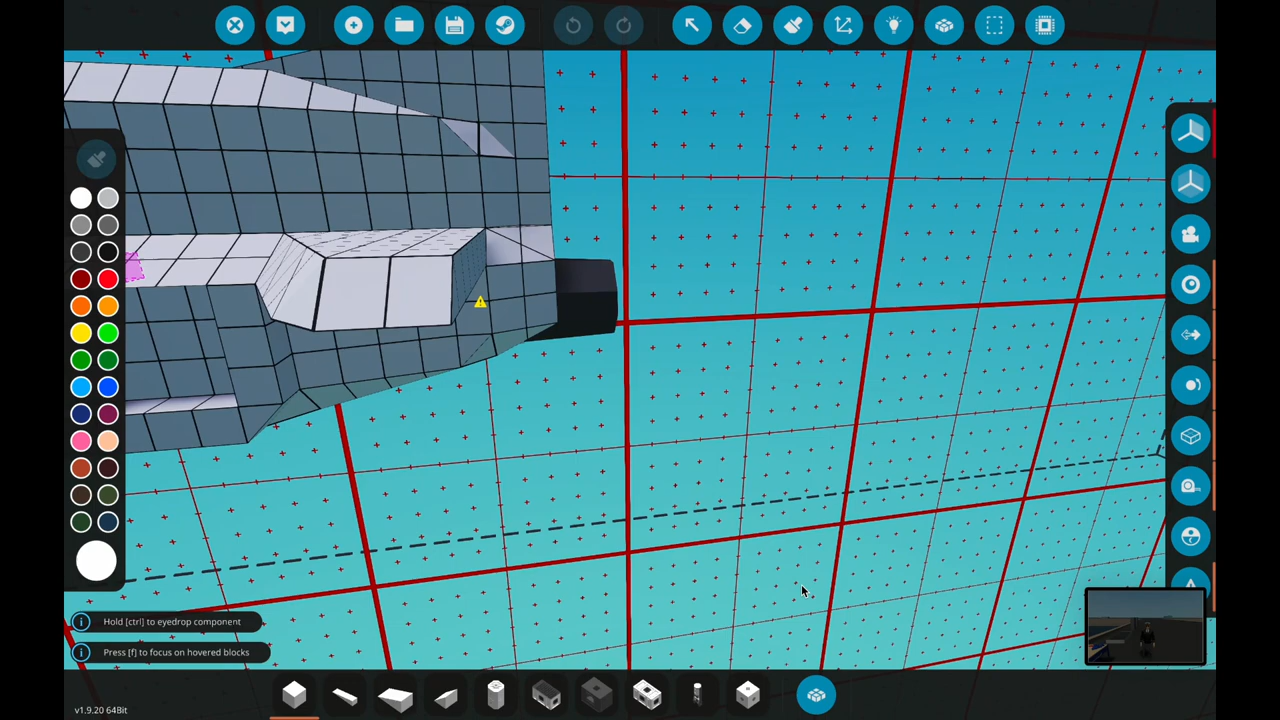 Hold [ctrl] to eyedrop component
Press [f] to focus on hovered blocks
v1.9.20 64Bit